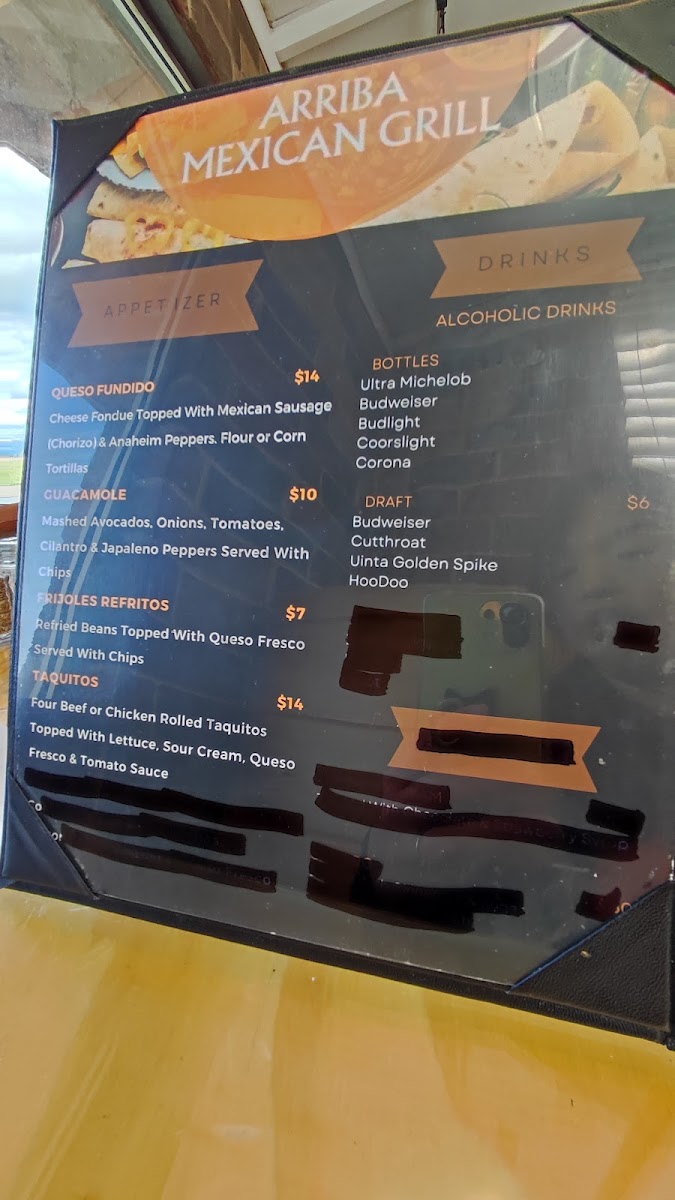 ARRIBA
MEXICAN GRILL
APPETIZER
QUESO FUNDIDO $14
Cheese Fondue Topped With Mexican Sausage
(Chorizo) & Anaheim Peppers. Flour or Corn
Tortillas
GUACAMOLE $10
Mashed Avocados, Onions, Tomatoes,
Cilantro & Japaleno Peppers Served With
Chips
FRIJOLES REFRITOS $7
Refried Beans Topped With Queso Fresco
Served With Chips
TAQUITOS $14
Four Beef or Chicken Rolled Taquitos
Topped With Lettuce, Sour Cream, Queso
Fresco & Tomato Sauce
DRINKS
ALCOHOLIC DRINKS
BOTTLES
Ultra Michelob
Budweiser
Budlight
Coorslight
Corona
DRAFT $6
Budweiser
Cutthroat
Uinta Golden Spike
HooDoo